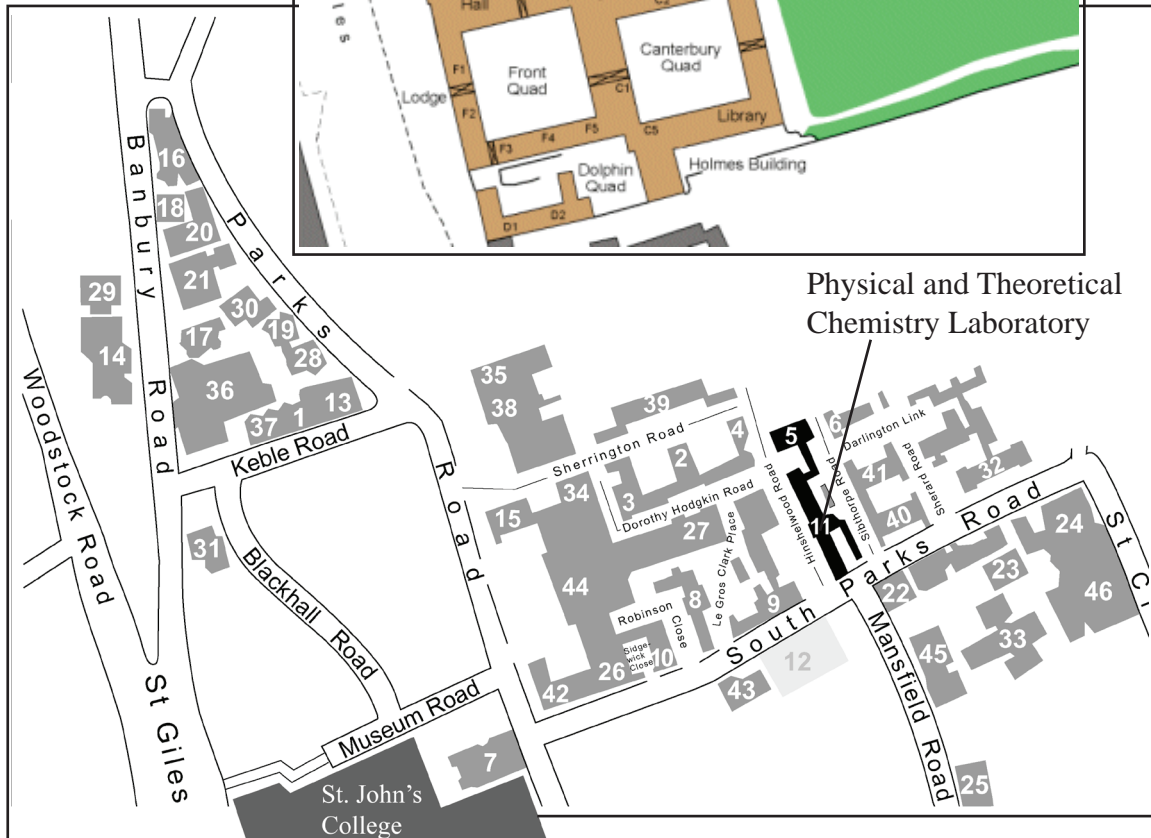 Hall
C2
les
Canterbury
Quad
Front
Quad
F1
Lodge
F2
C1
F5
F4
F3
C5
Library
Dolphin
Quad
Holmes Building
D1
D2
Physical and Theoretical
Chemistry Laboratory
Banbury Road
Parks Road
Woodstock Road
Keble Road
Blackhall Road
Museum Road
St Giles
St. John's
College
Sherrington Road
Dorothy Hodgkin Road
Le Gros Clark Place
Hinshelwood Road
Sibthorpe Road
Darlington Link
Sherard Road
Robinson
Close
Sidge-
wick
Close
South Parks Road
Mansfield Road
St C
16
18
20
21
29
14
30
17
19
28
36
13
1
37
31
35
38
39
4
2
3
34
15
44
27
8
9
10
26
42
43
12
7
5
6
11
41
40
32
24
23
22
46
33
45
25